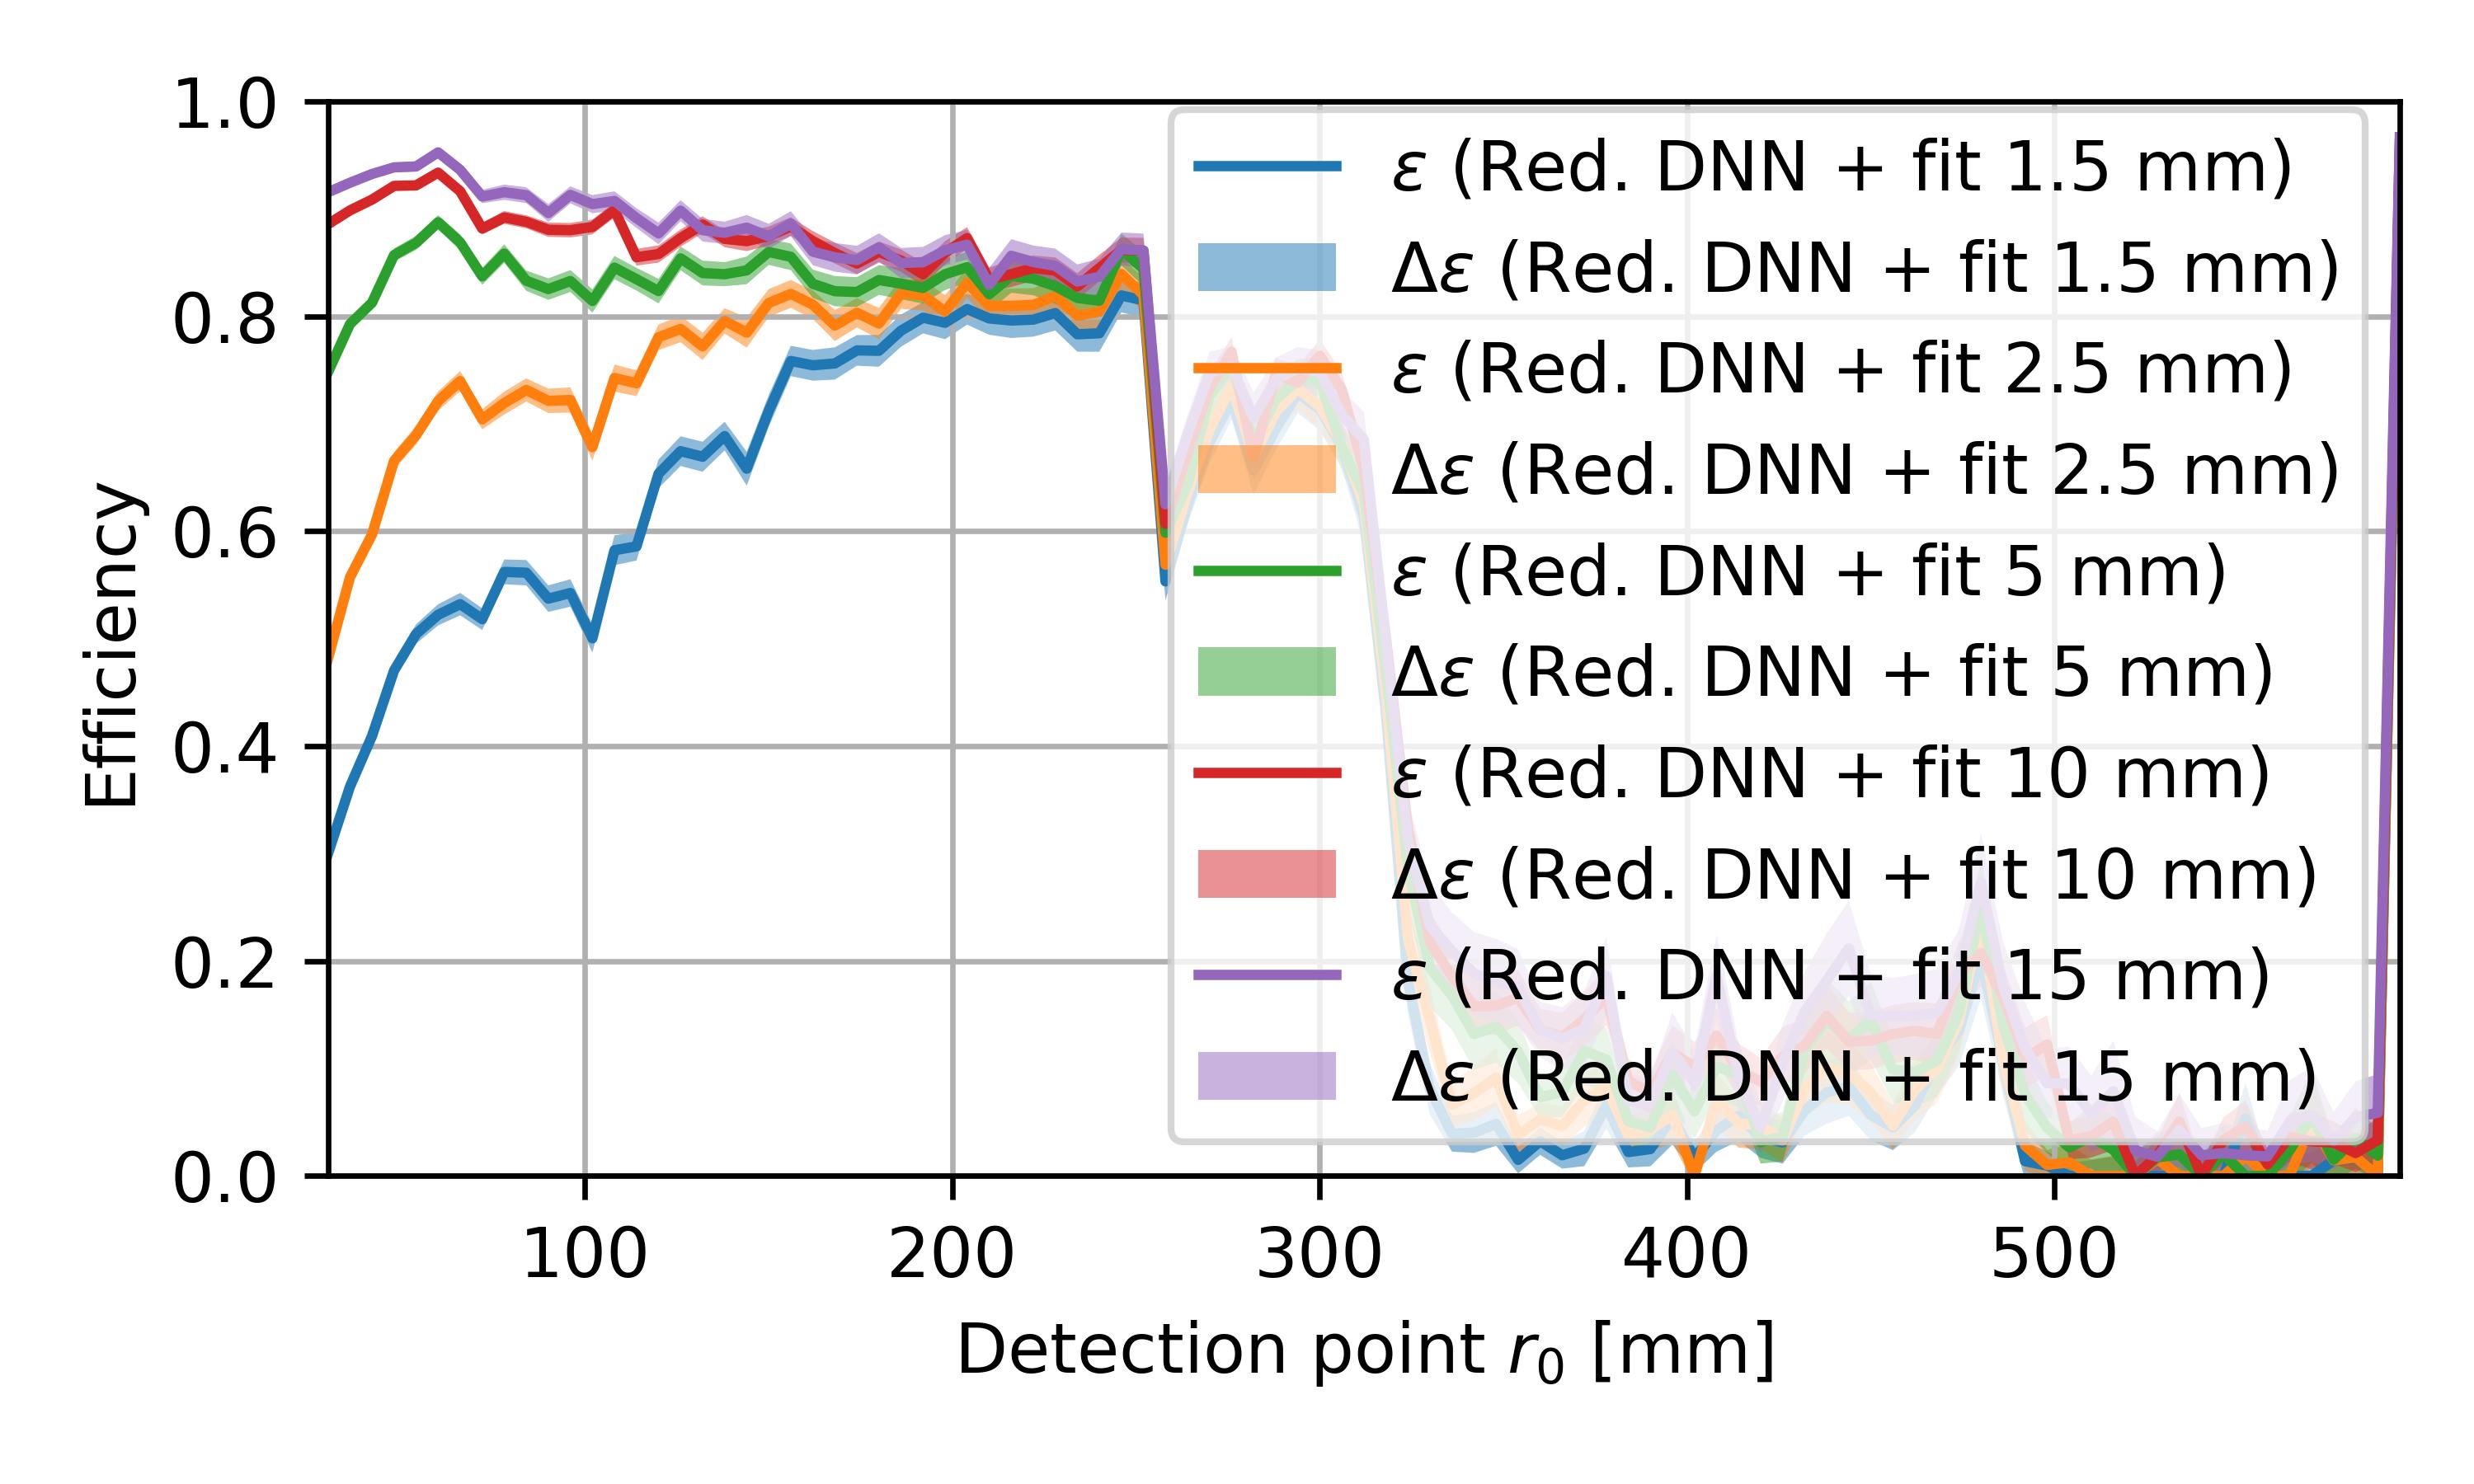 1.0
0.8
0.6
0.4
0.2
0.0
Efficiency
100
200
300
400
500
Detection point r₀ [mm]
ε (Red. DNN + fit 1.5 mm)
Δε (Red. DNN + fit 1.5 mm)
ε (Red. DNN + fit 2.5 mm)
Δε (Red. DNN + fit 2.5 mm)
ε (Red. DNN + fit 5 mm)
Δε (Red. DNN + fit 5 mm)
ε (Red. DNN + fit 10 mm)
Δε (Red. DNN + fit 10 mm)
ε (Red. DNN + fit 15 mm)
Δε (Red. DNN + fit 15 mm)